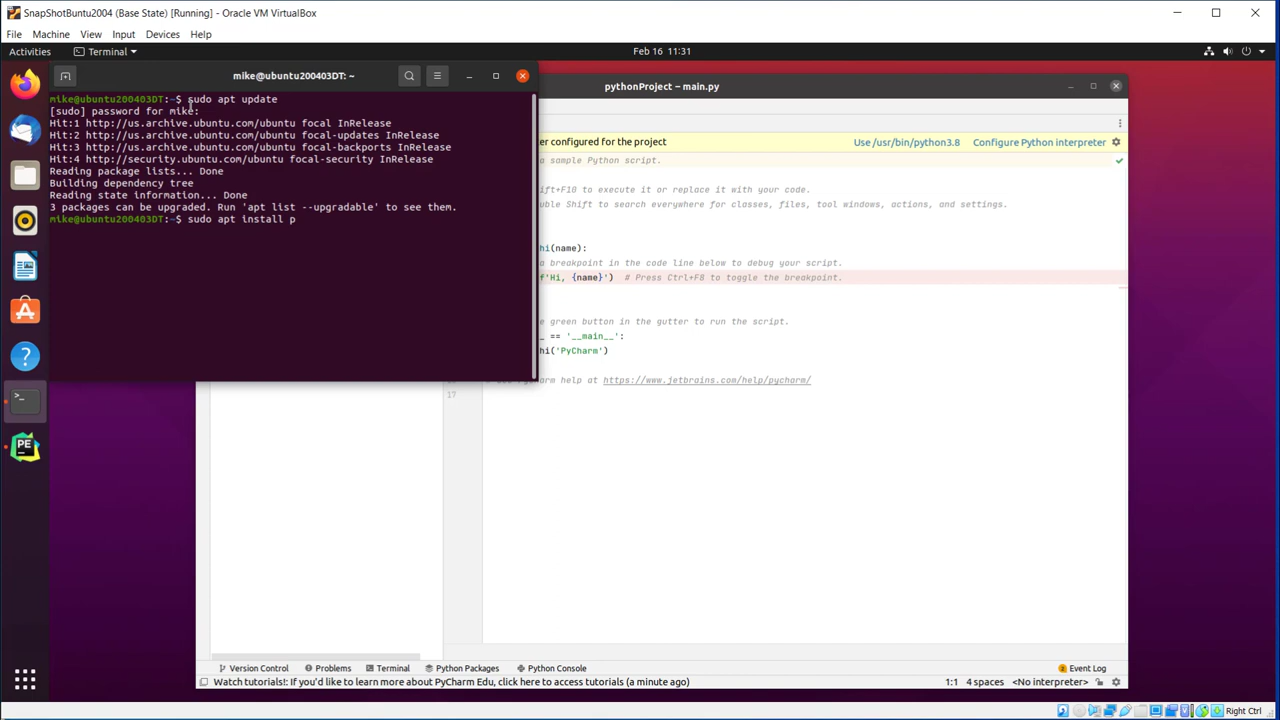 SnapShotBuntu2004 (Base State) [Running] - Oracle VM VirtualBox
File Machine View Input Devices Help
Activities Terminal Feb 16 11:31
mike@ubuntu200403DT: ~
pythonProject – main.py
mike@ubuntu200403DT:~$ sudo apt update
[sudo] password for mike:
Hit:1 http://us.archive.ubuntu.com/ubuntu focal InRelease
Hit:2 http://us.archive.ubuntu.com/ubuntu focal-updates InRelease
Hit:3 http://us.archive.ubuntu.com/ubuntu focal-backports InRelease
Hit:4 http://security.ubuntu.com/ubuntu focal-security InRelease
Reading package lists... Done
Building dependency tree
Reading state information... Done
3 packages can be upgraded. Run 'apt list --upgradable' to see them.
mike@ubuntu200403DT:~$ sudo apt install p
er configured for the project Use /usr/bin/python3.8 Configure Python interpreter
a sample Python script.
ift+F10 to execute it or replace it with your code.
uble Shift to search everywhere for classes, files, tool windows, actions, and settings.
hi(name):
a breakpoint in the code line below to debug your script.
f'Hi, {name}') # Press Ctrl+F8 to toggle the breakpoint.
e green button in the gutter to run the script.
_ == '__main__':
hi('PyCharm')
harm help at https://www.jetbrains.com/help/pycharm/
17
Version Control Problems Terminal Python Packages Python Console 2 Event Log
Watch tutorials!: If you'd like to learn more about PyCharm Edu, click here to access tutorials (a minute ago) 1:1 4 spaces <No interpreter>
Right Ctrl